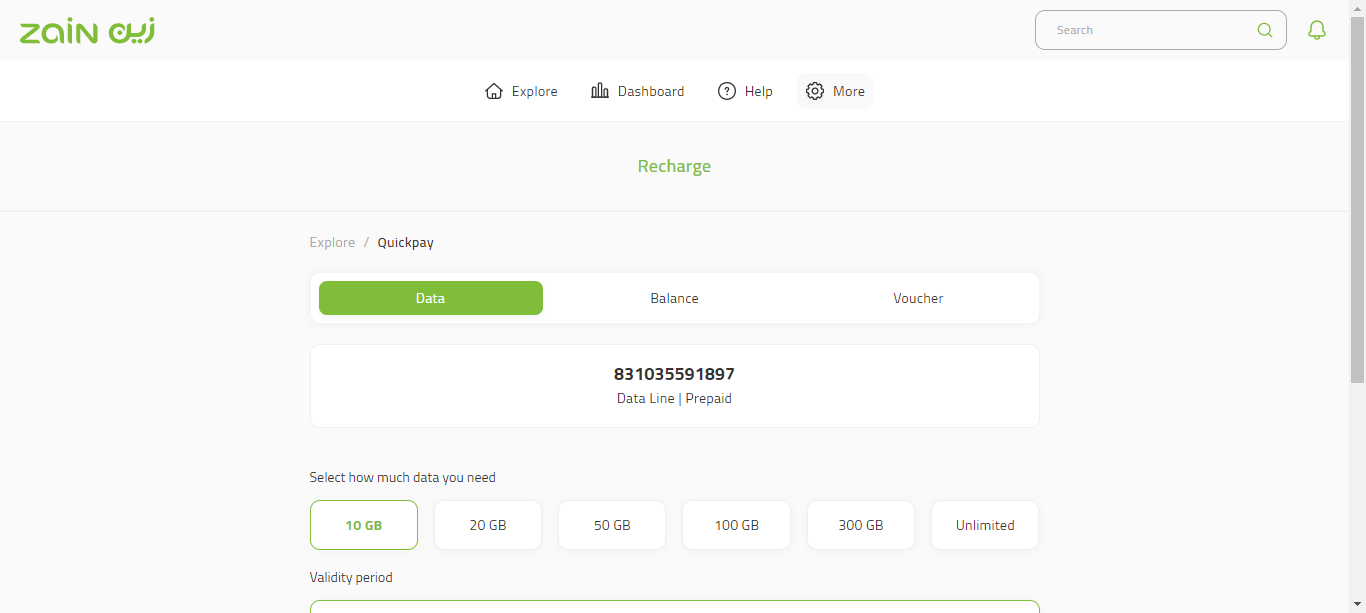 zain زين
Search
Explore Dashboard Help More
Recharge
Explore / Quickpay
Data Balance Voucher
831035591897
Data Line | Prepaid
Select how much data you need
10 GB 20 GB 50 GB 100 GB 300 GB Unlimited
Validity period